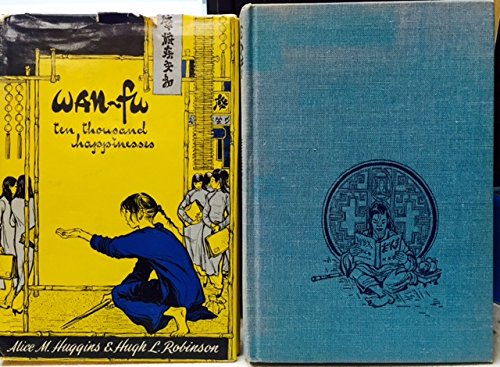 Wan-fu
ten thousand
happinesses
Alice M. Huggins & Hugh L. Robinson